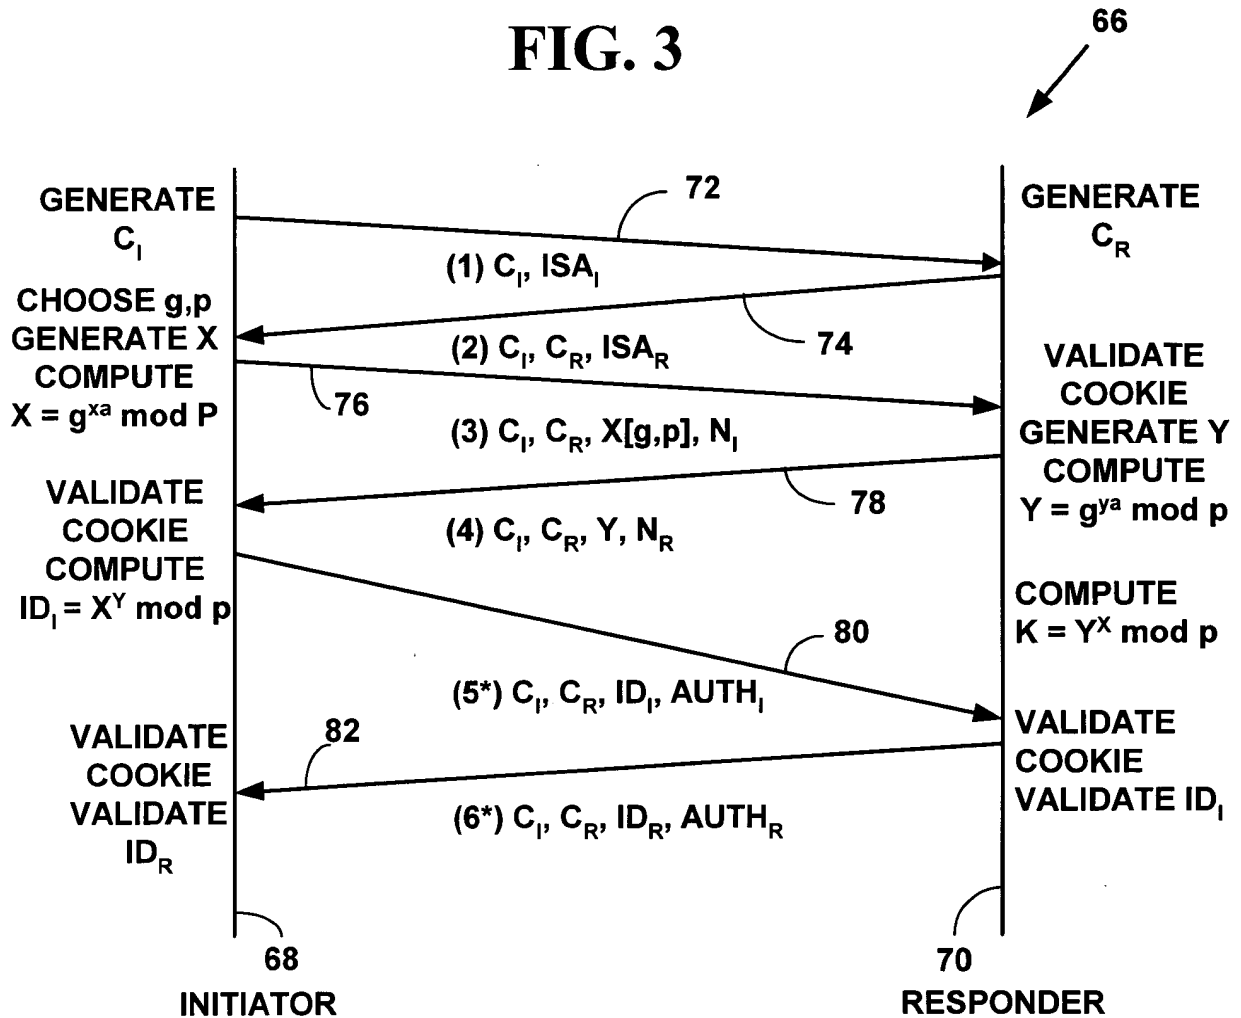 FIG. 3
66
72
GENERATE
C_I
GENERATE
C_R
(1) C_I, ISA_I
CHOOSE g,p
GENERATE X
COMPUTE
X = g^xa mod P
74
(2) C_I, C_R, ISA_R
76
VALIDATE
COOKIE
GENERATE Y
COMPUTE
Y = g^ya mod p
(3) C_I, C_R, X[g,p], N_I
VALIDATE
COOKIE
COMPUTE
ID_I = X^Y mod p
78
(4) C_I, C_R, Y, N_R
COMPUTE
K = Y^X mod p
80
(5*) C_I, C_R, ID_I, AUTH_I
82
VALIDATE
COOKIE
VALIDATE
ID_R
VALIDATE
COOKIE
VALIDATE ID_I
(6*) C_I, C_R, ID_R, AUTH_R
68
70
INITIATOR
RESPONDER